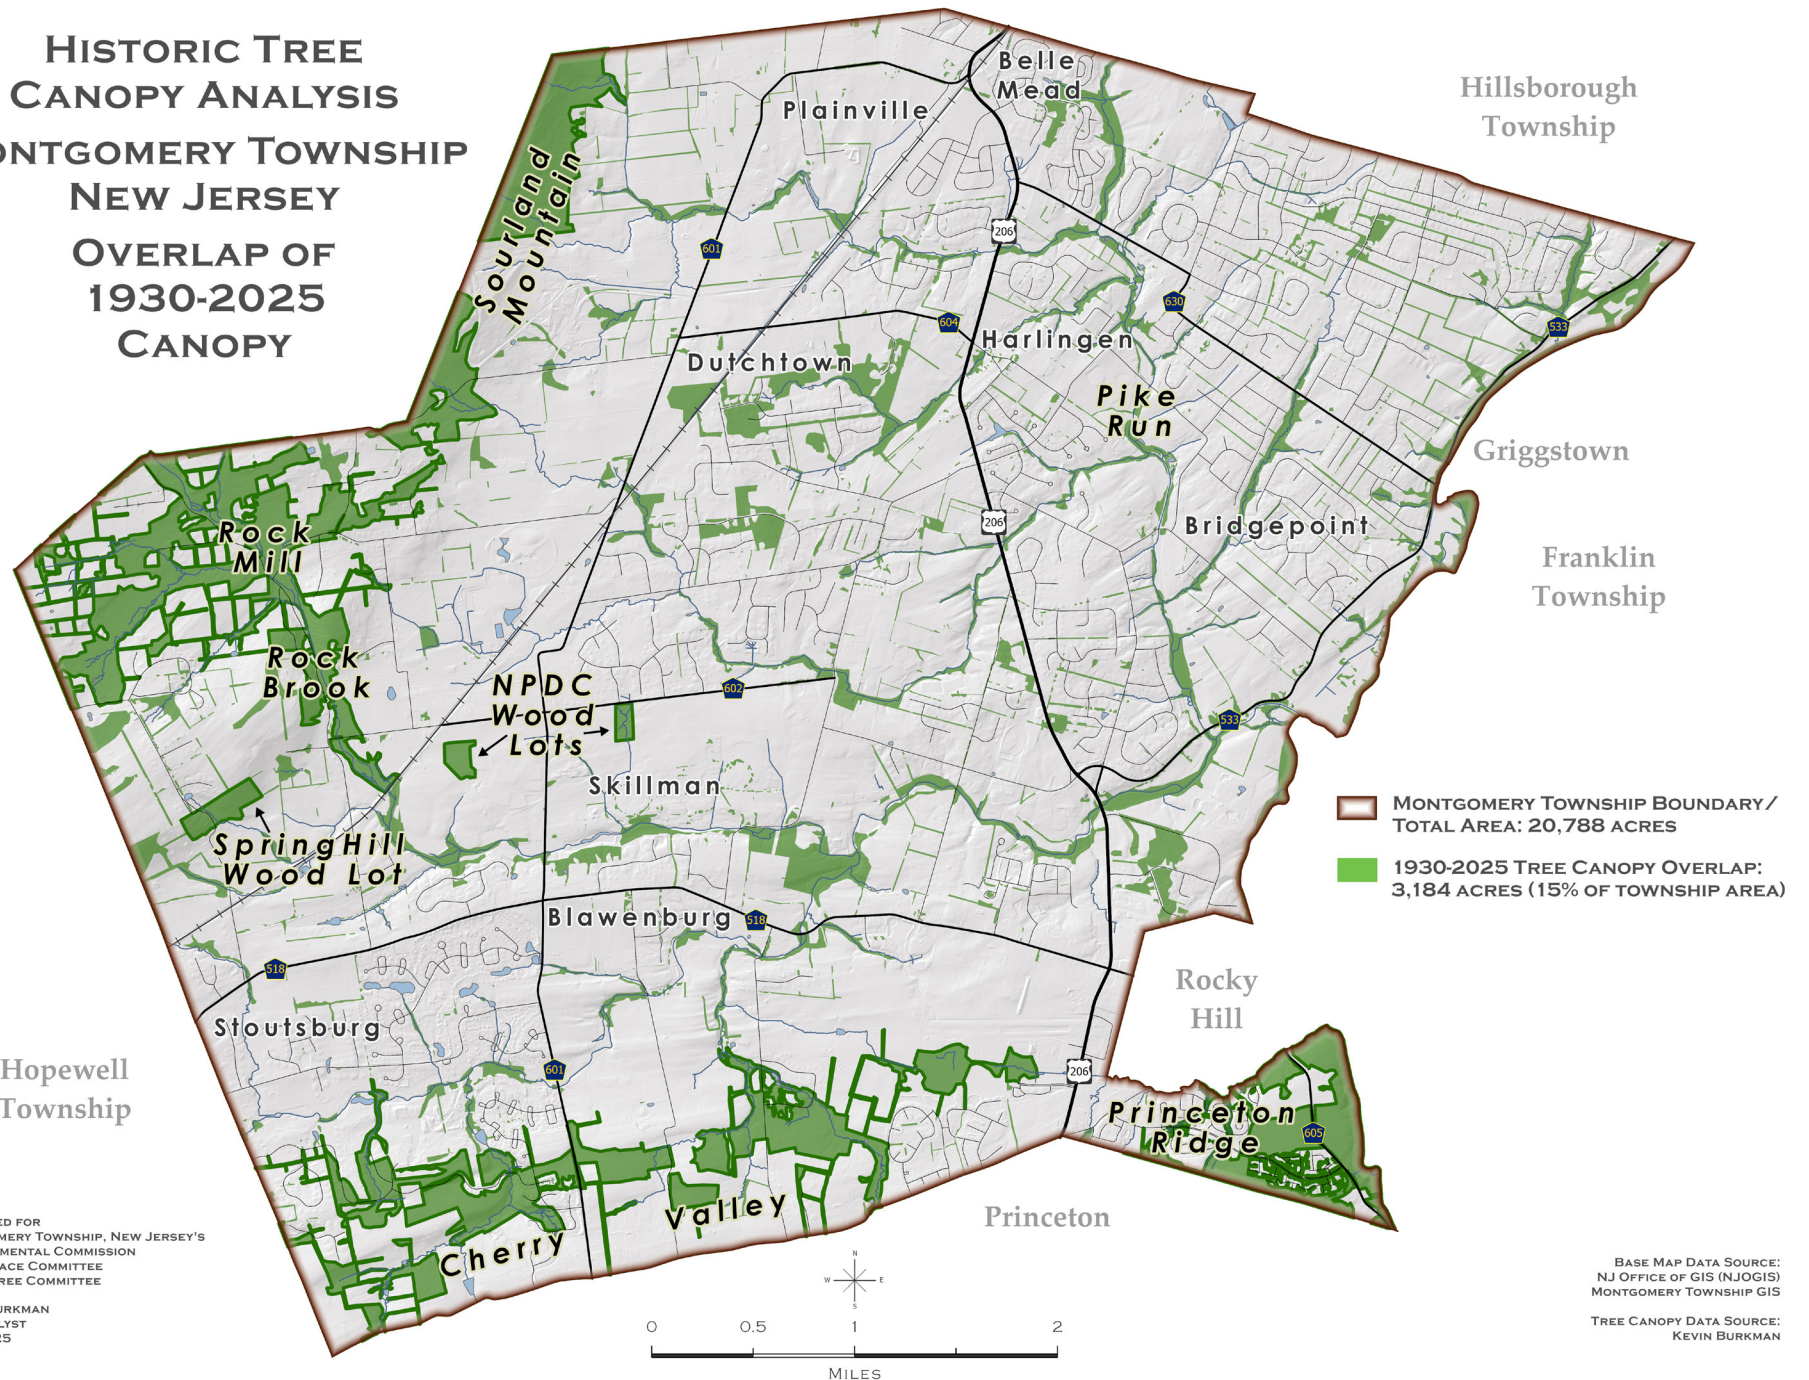 HISTORIC TREE
CANOPY ANALYSIS
ONTGOMERY TOWNSHIP
NEW JERSEY
OVERLAP OF
1930-2025
CANOPY
Belle
Mead
Plainville
Hillsborough
Township
Sourland
Mountain
601
206
630
604
533
Harlingen
Dutchtown
Pike
Run
Griggstown
206
Bridgepoint
Rock
Mill
Franklin
Township
Rock
Brook
NPDC
Wood
Lots
602
533
Skillman
MONTGOMERY TOWNSHIP BOUNDARY/
TOTAL AREA: 20,788 ACRES
1930-2025 TREE CANOPY OVERLAP:
3,184 ACRES (15% OF TOWNSHIP AREA)
SpringHill
Wood Lot
Blawenburg
518
518
Rocky
Hill
Stoutsburg
Hopewell
Township
601
206
Princeton
Ridge
605
Valley
Cherry
Princeton
ED FOR
MERY TOWNSHIP, NEW JERSEY'S
MENTAL COMMISSION
ACE COMMITTEE
REE COMMITTEE
URKMAN
LYST
25
N
W
E
S
0 0.5 1 2
MILES
BASE MAP DATA SOURCE:
NJ OFFICE OF GIS (NJOGIS)
MONTGOMERY TOWNSHIP GIS
TREE CANOPY DATA SOURCE:
KEVIN BURKMAN